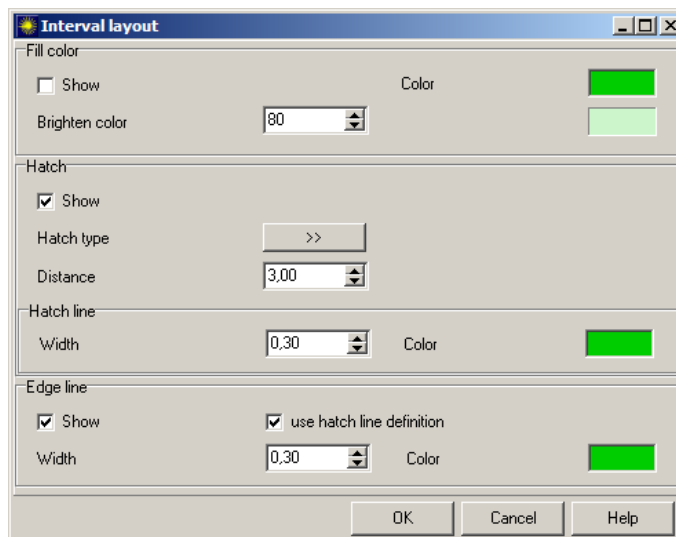 Interval layout
Fill color
Show Color
Brighten color 80
Hatch
Show
Hatch type >>
Distance 3,00
Hatch line
Width 0,30 Color
Edge line
Show use hatch line definition
Width 0,30 Color
OK Cancel Help